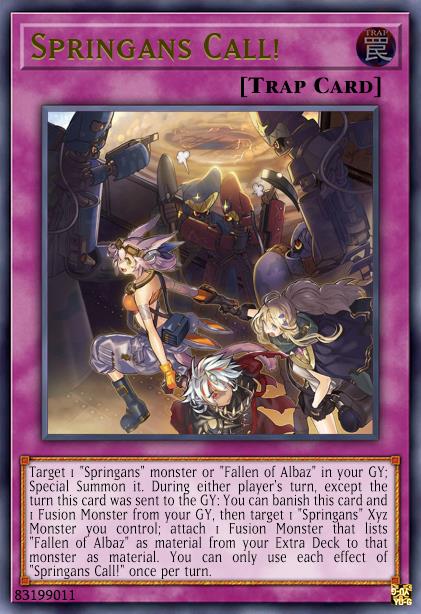 Springans Call!
TRAP
罠
[Trap Card]
Target 1 "Springans" monster or "Fallen of Albaz" in your GY;
Special Summon it. During either player's turn, except the
turn this card was sent to the GY: You can banish this card and
1 Fusion Monster from your GY, then target 1 "Springans" Xyz
Monster you control; attach 1 Fusion Monster that lists
"Fallen of Albaz" as material from your Extra Deck to that
monster as material. You can only use each effect of
"Springans Call!" once per turn.
83199011